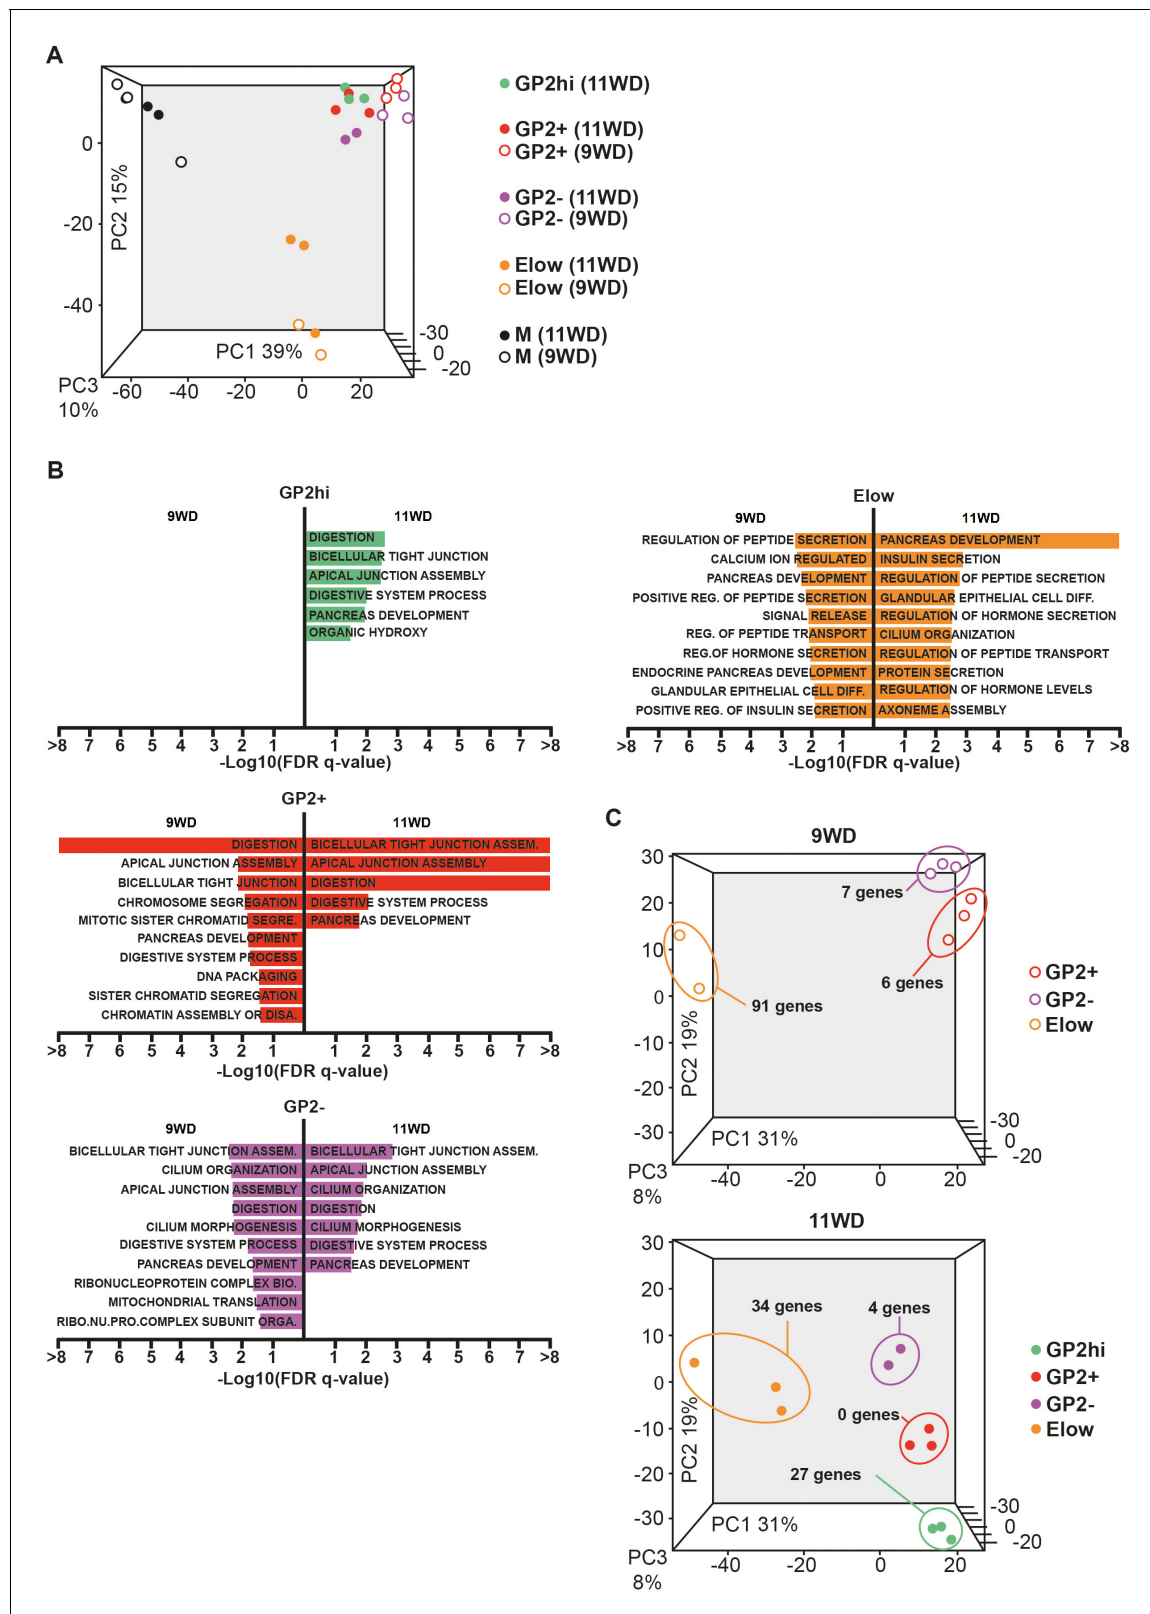 A
GP2hi (11WD)
GP2+ (11WD)
GP2+ (9WD)
GP2- (11WD)
GP2- (9WD)
Elow (11WD)
Elow (9WD)
M (11WD)
M (9WD)
0
-20
-40
PC2 15%
PC1 39%
-30
0
-20
PC3
10%
-60 -40 -20 0 20
B
GP2hi
9WD 11WD
DIGESTION
BICELLULAR TIGHT JUNCTION
APICAL JUNCTION ASSEMBLY
DIGESTIVE SYSTEM PROCESS
PANCREAS DEVELOPMENT
ORGANIC HYDROXY
>8 7 6 5 4 3 2 1 1 2 3 4 5 6 7 >8
-Log10(FDR q-value)
Elow
9WD 11WD
REGULATION OF PEPTIDE SECRETION PANCREAS DEVELOPMENT
CALCIUM ION REGULATED INSULIN SECRETION
PANCREAS DEVELOPMENT REGULATION OF PEPTIDE SECRETION
POSITIVE REG. OF PEPTIDE SECRETION GLANDULAR EPITHELIAL CELL DIFF.
SIGNAL RELEASE REGULATION OF HORMONE SECRETION
REG. OF PEPTIDE TRANSPORT CILIUM ORGANIZATION
REG.OF HORMONE SECRETION REGULATION OF PEPTIDE TRANSPORT
ENDOCRINE PANCREAS DEVELOPMENT PROTEIN SECRETION
GLANDULAR EPITHELIAL CELL DIFF. REGULATION OF HORMONE LEVELS
POSITIVE REG. OF INSULIN SECRETION AXONEME ASSEMBLY
>8 7 6 5 4 3 2 1 1 2 3 4 5 6 7 >8
-Log10(FDR q-value)
GP2+
9WD 11WD
DIGESTION BICELLULAR TIGHT JUNCTION ASSEM.
APICAL JUNCTION ASSEMBLY APICAL JUNCTION ASSEMBLY
BICELLULAR TIGHT JUNCTION DIGESTION
CHROMOSOME SEGREGATION DIGESTIVE SYSTEM PROCESS
MITOTIC SISTER CHROMATID SEGRE. PANCREAS DEVELOPMENT
PANCREAS DEVELOPMENT
DIGESTIVE SYSTEM PROCESS
DNA PACKAGING
SISTER CHROMATID SEGREGATION
CHROMATIN ASSEMBLY OR DISA.
>8 7 6 5 4 3 2 1 1 2 3 4 5 6 7 >8
-Log10(FDR q-value)
GP2-
9WD 11WD
BICELLULAR TIGHT JUNCTION ASSEM. BICELLULAR TIGHT JUNCTION ASSEM.
CILIUM ORGANIZATION APICAL JUNCTION ASSEMBLY
APICAL JUNCTION ASSEMBLY CILIUM ORGANIZATION
DIGESTION DIGESTION
CILIUM MORPHOGENESIS CILIUM MORPHOGENESIS
DIGESTIVE SYSTEM PROCESS DIGESTIVE SYSTEM PROCESS
PANCREAS DEVELOPMENT PANCREAS DEVELOPMENT
RIBONUCLEOPROTEIN COMPLEX BIO.
MITOCHONDRIAL TRANSLATION
RIBO.NU.PRO.COMPLEX SUBUNIT ORGA.
>8 7 6 5 4 3 2 1 1 2 3 4 5 6 7 >8
-Log10(FDR q-value)
C
9WD
30
20
10
0
-10
-20
-30
7 genes
6 genes
91 genes
PC2 19%
PC1 31%
-30
0
-20
PC3
8%
-40 -20 0 20
GP2+
GP2-
Elow
11WD
30
20
10
0
-10
-20
-30
34 genes
4 genes
0 genes
27 genes
PC2 19%
PC1 31%
-30
0
-20
PC3
8%
-40 -20 0 20
GP2hi
GP2+
GP2-
Elow